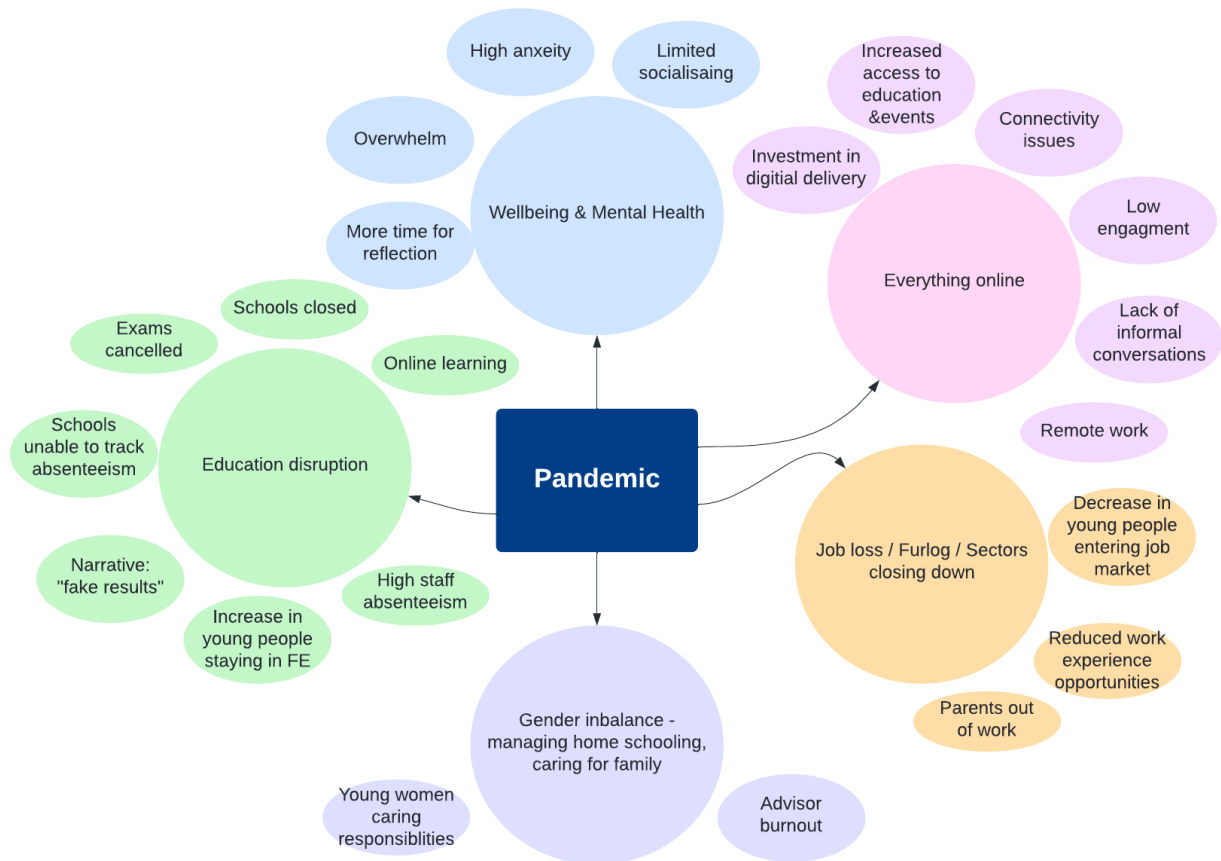 High anxeity
Limited
socialisaing
Overwhelm
More time for
reflection
Wellbeing & Mental Health
Increased
access to
education
&events
Connectivity
issues
Investment in
digitial delivery
Low
engagment
Everything online
Lack of
informal
conversations
Remote work
Schools closed
Exams
cancelled
Online learning
Schools
unable to track
absenteeism
Education disruption
Narrative:
"fake results"
Increase in
young people
staying in FE
High staff
absenteeism
Pandemic
Job loss / Furlog / Sectors
closing down
Decrease in
young people
entering job
market
Reduced work
experience
opportunities
Parents out
of work
Gender inbalance -
managing home schooling,
caring for family
Young women
caring
responsiblities
Advisor
burnout